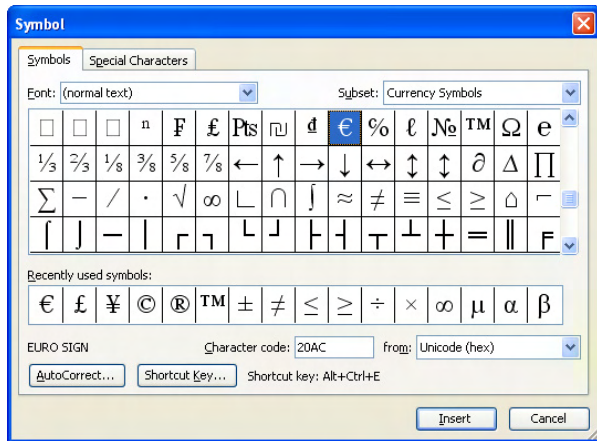 Symbol
Symbols Special Characters
Font: (normal text) Subset: Currency Symbols
□ □ □ ⁿ ₣ ₤ ₧ ₪ ₫ € ℅ ℓ № ™ Ω ℮
⅓ ⅔ ⅛ ⅜ ⅝ ⅞ ← ↑ → ↓ ↔ ↕ ↨ ∂ ∆ ∏
∑ − ∕ ∙ √ ∞ ∟ ∩ ∫ ≈ ≠ ≡ ≤ ≥ ⌂ ⌐
⌠ ⌡ ─ │ ┌ ┐ └ ┘ ├ ┤ ┬ ┴ ┼ ═ ║ ╒
Recently used symbols:
€ £ ¥ © ® ™ ± ≠ ≤ ≥ ÷ × ∞ µ α β
EURO SIGN Character code: 20AC from: Unicode (hex)
AutoCorrect... Shortcut Key... Shortcut key: Alt+Ctrl+E
Insert Cancel